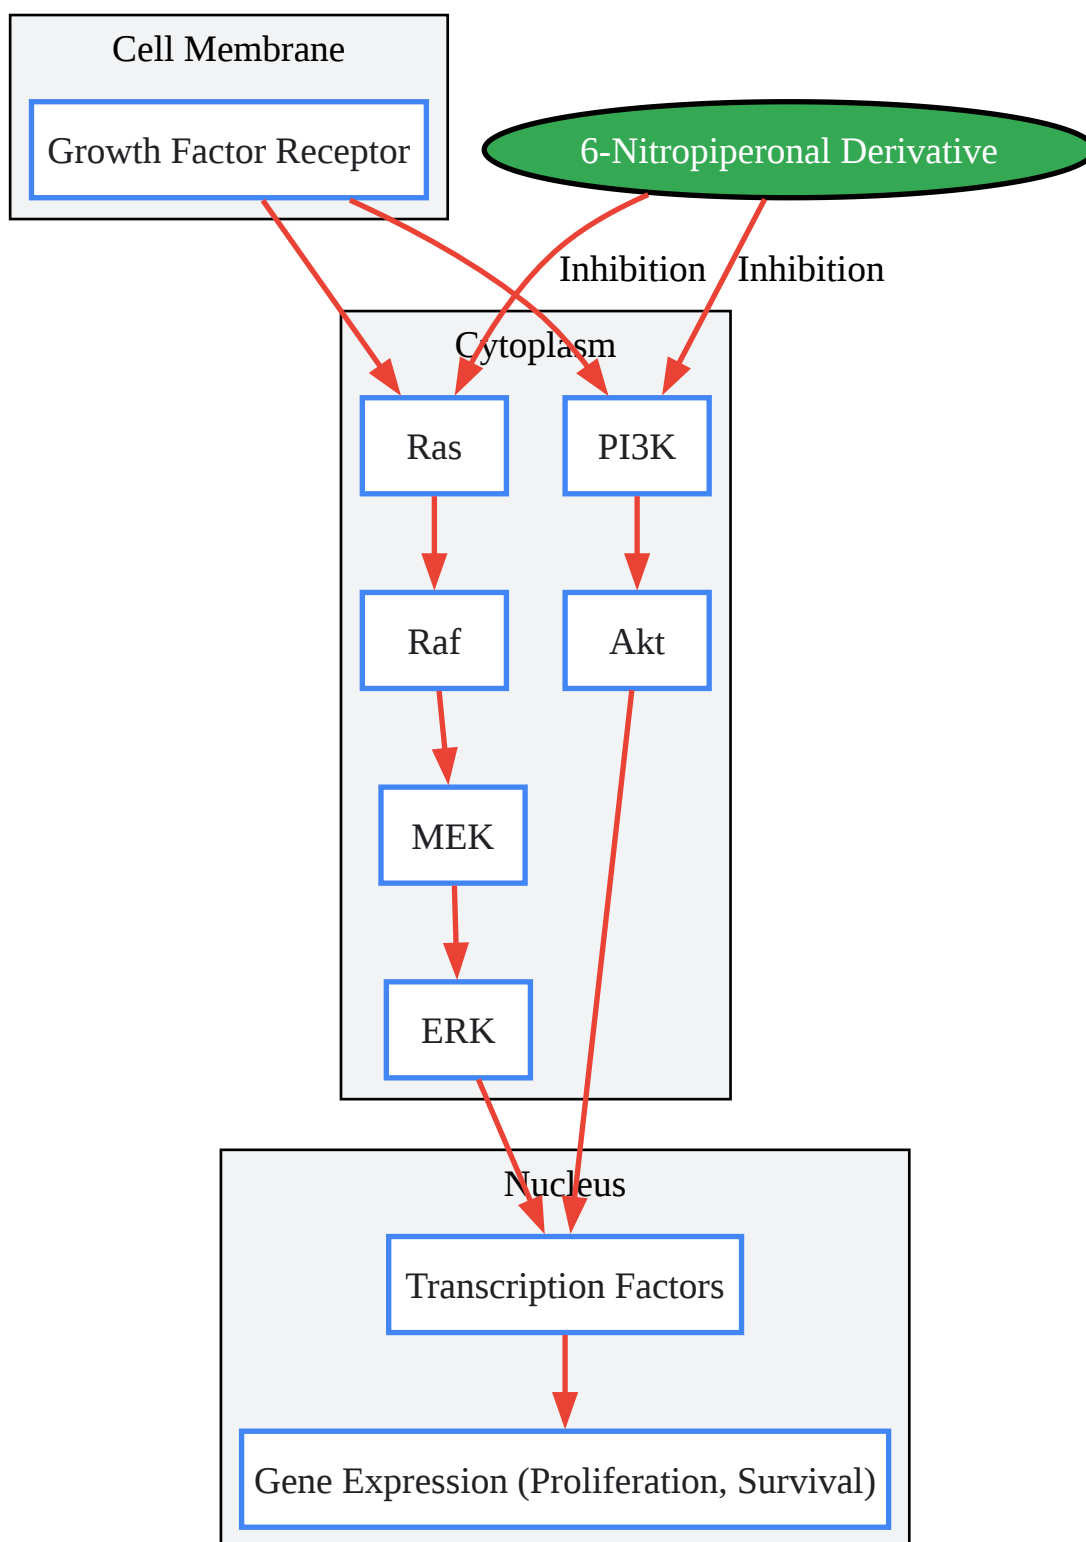 Cell Membrane
Growth Factor Receptor
6-Nitropiperonal Derivative
Inhibition
Inhibition
Cytoplasm
Ras
PI3K
Raf
Akt
MEK
ERK
Nucleus
Transcription Factors
Gene Expression (Proliferation, Survival)